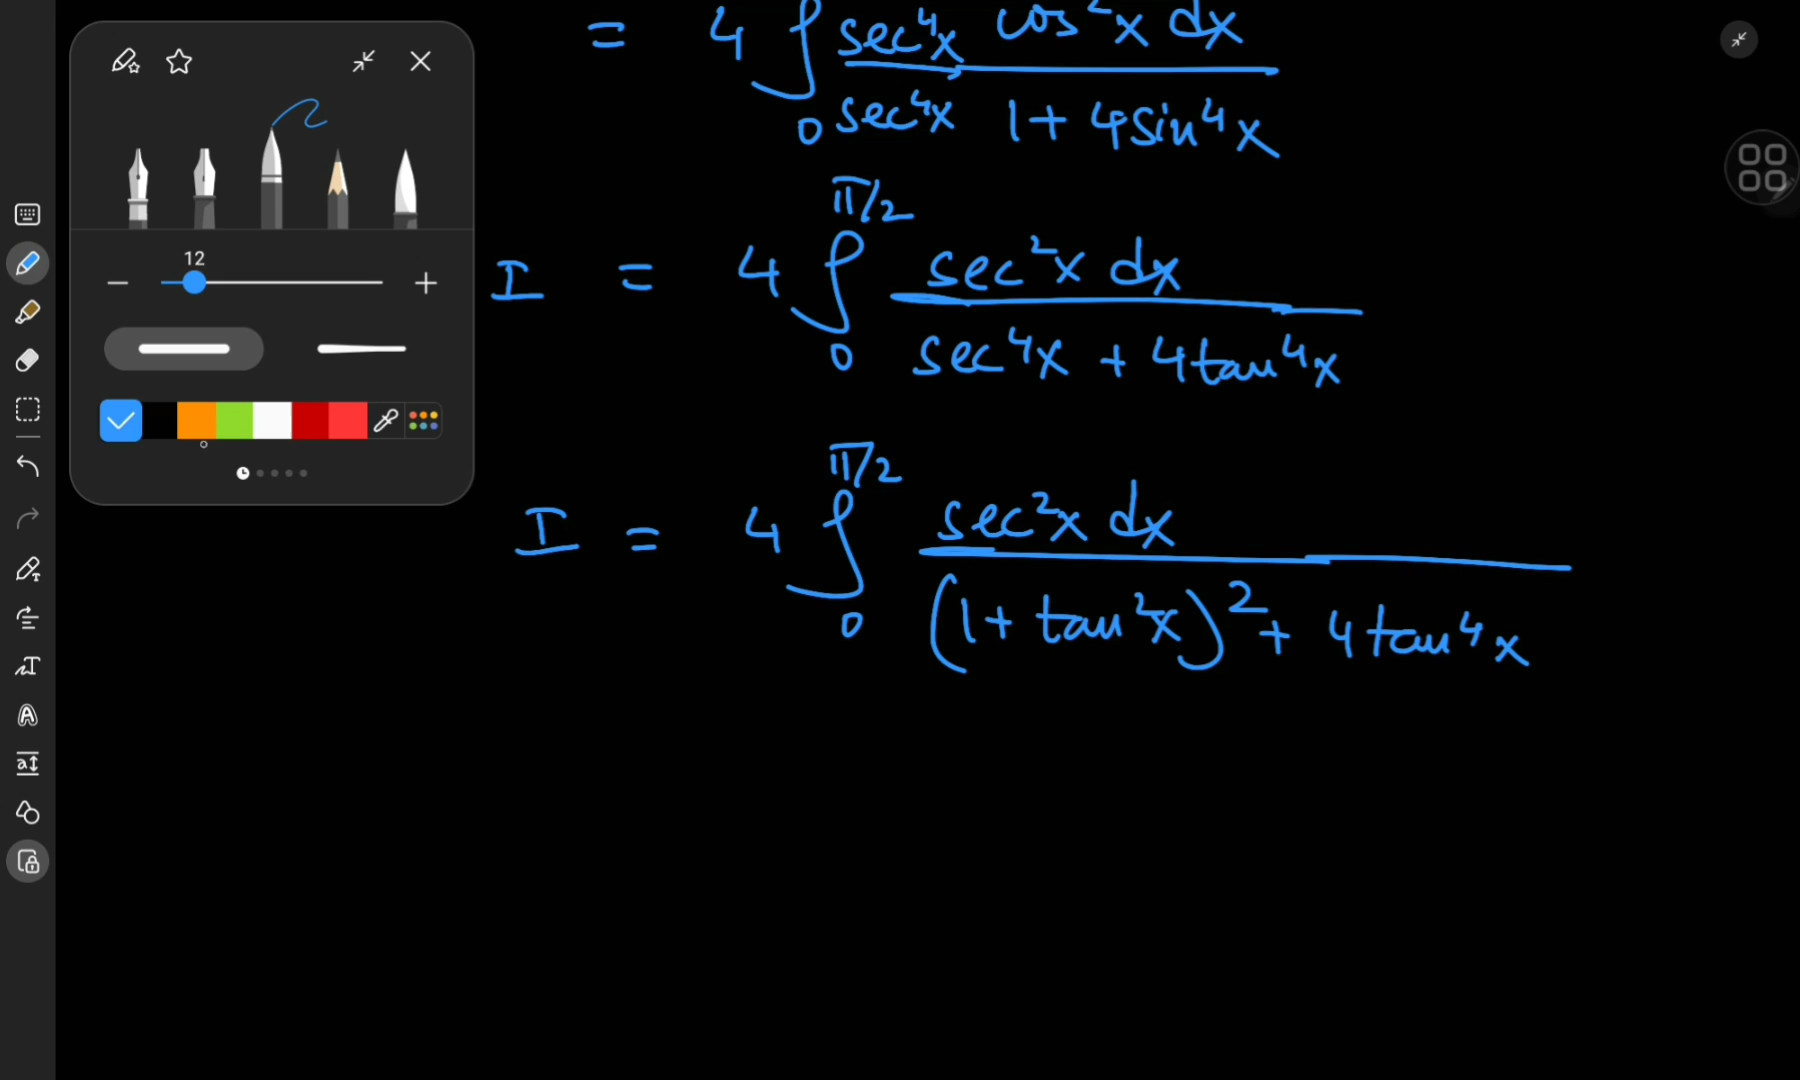 12
= 4 ∫₀ sec⁴x cos²x dx / sec⁴x 1 + 4sin⁴x
I = 4 ∫₀^(π/2) sec²x dx / sec⁴x + 4tan⁴x
I = 4 ∫₀^(π/2) sec²x dx / (1 + tan²x)² + 4tan⁴x